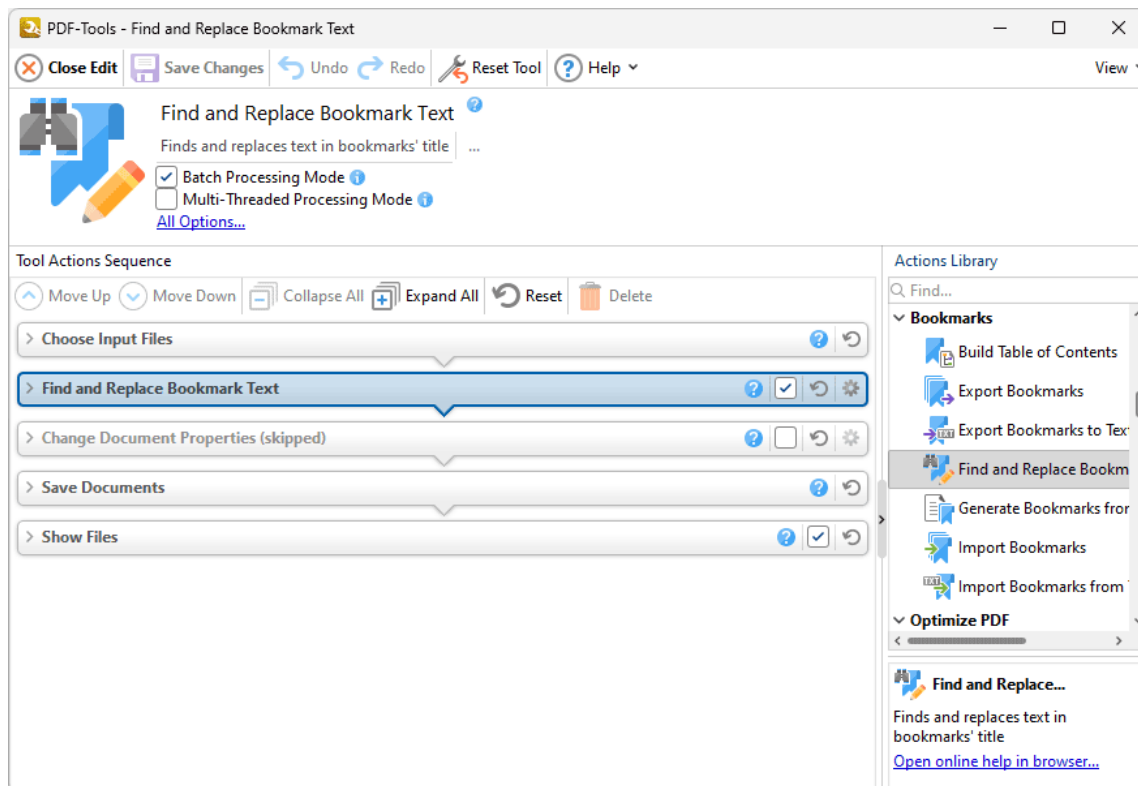 PDF-Tools - Find and Replace Bookmark Text
Close Edit Save Changes Undo Redo Reset Tool ? Help View
Find and Replace Bookmark Text ?
Finds and replaces text in bookmarks' title ...
Batch Processing Mode i
Multi-Threaded Processing Mode i
All Options...
Tool Actions Sequence
Move Up Move Down Collapse All Expand All Reset Delete
Choose Input Files ?
Find and Replace Bookmark Text ?
Change Document Properties (skipped) ?
Save Documents ?
Show Files ?
Actions Library
Find...
Bookmarks
Build Table of Contents
Export Bookmarks
TXT Export Bookmarks to Tex
Find and Replace Bookm
Generate Bookmarks fro
Import Bookmarks
TXT Import Bookmarks from
Optimize PDF
Find and Replace...
Finds and replaces text in
bookmarks' title
Open online help in browser...